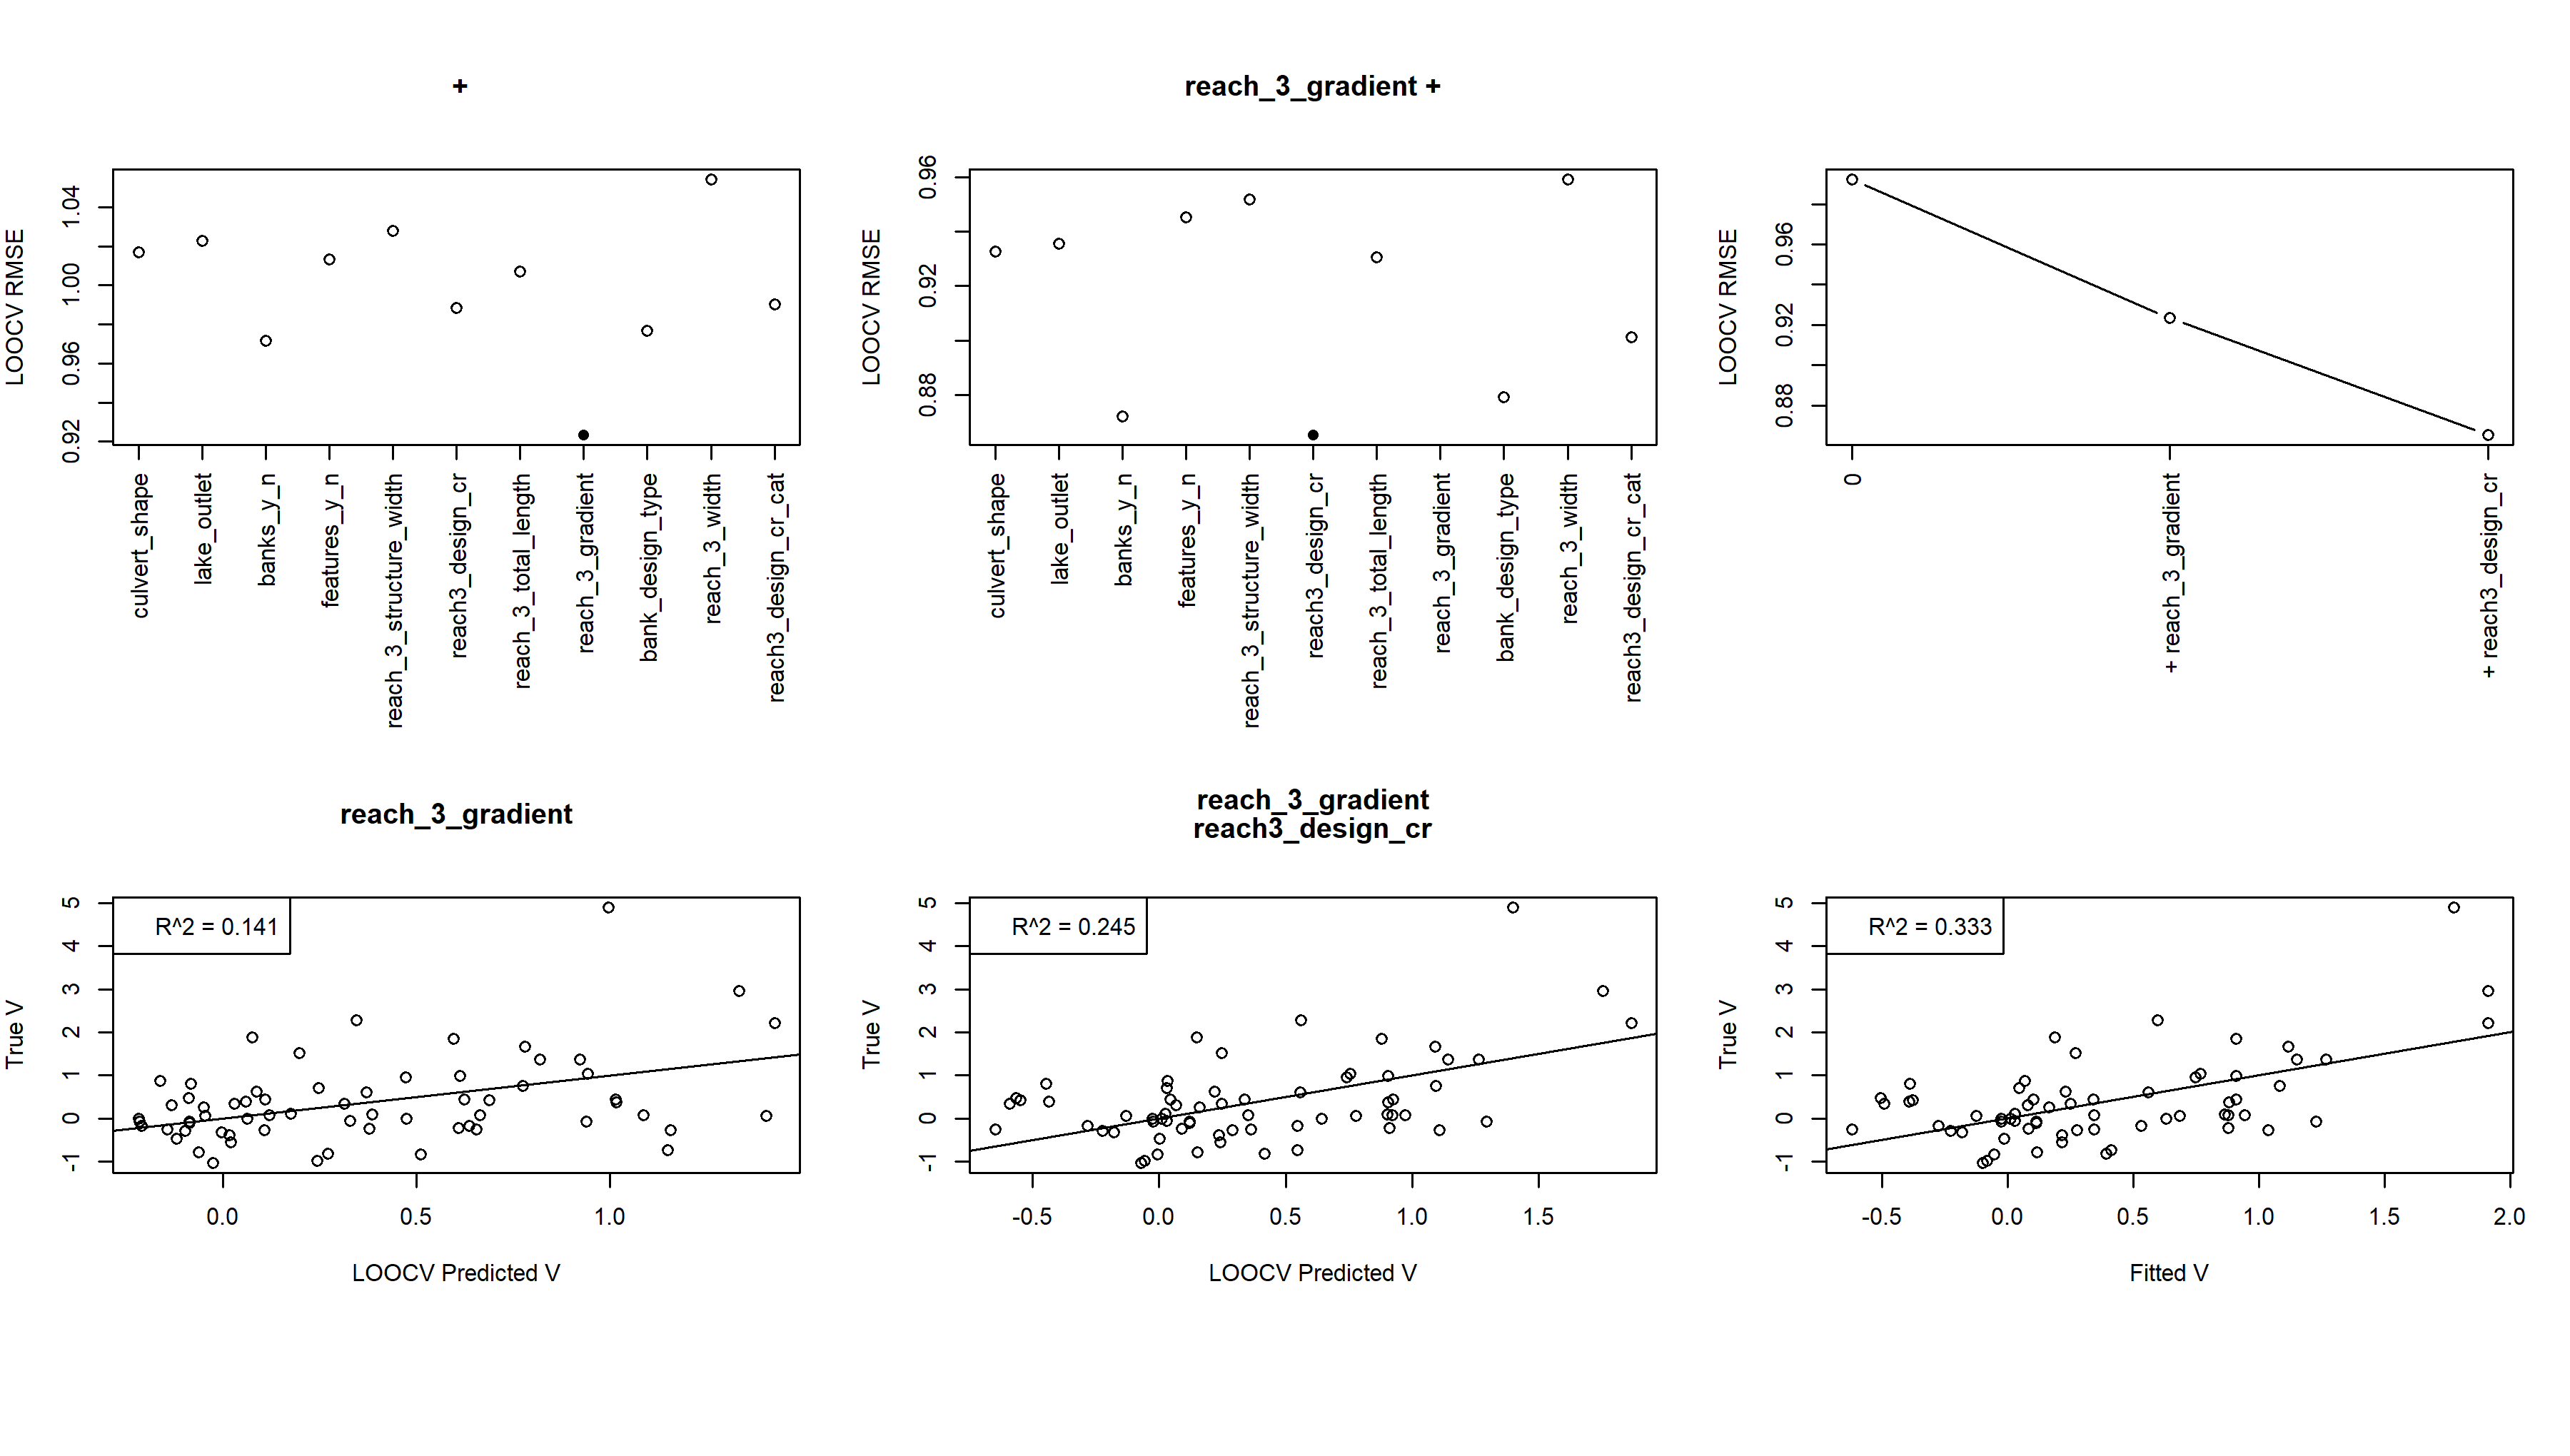 +
LOOCV RMSE
1.04
1.00
0.96
0.92
culvert_shape
lake_outlet
banks_y_n
features_y_n
reach_3_structure_width
reach3_design_cr
reach_3_total_length
reach_3_gradient
bank_design_type
reach_3_width
reach3_design_cr_cat
reach_3_gradient +
LOOCV RMSE
0.96
0.92
0.88
culvert_shape
lake_outlet
banks_y_n
features_y_n
reach_3_structure_width
reach3_design_cr
reach_3_total_length
reach_3_gradient
bank_design_type
reach_3_width
reach3_design_cr_cat
LOOCV RMSE
0.96
0.92
0.88
0
+ reach_3_gradient
+ reach3_design_cr
reach_3_gradient
R^2 = 0.141
True V
5
4
3
2
1
0
-1
0.0 0.5 1.0
LOOCV Predicted V
reach_3_gradient
reach3_design_cr
R^2 = 0.245
True V
5
4
3
2
1
0
-1
-0.5 0.0 0.5 1.0 1.5
LOOCV Predicted V
R^2 = 0.333
True V
5
4
3
2
1
0
-1
-0.5 0.0 0.5 1.0 1.5 2.0
Fitted V